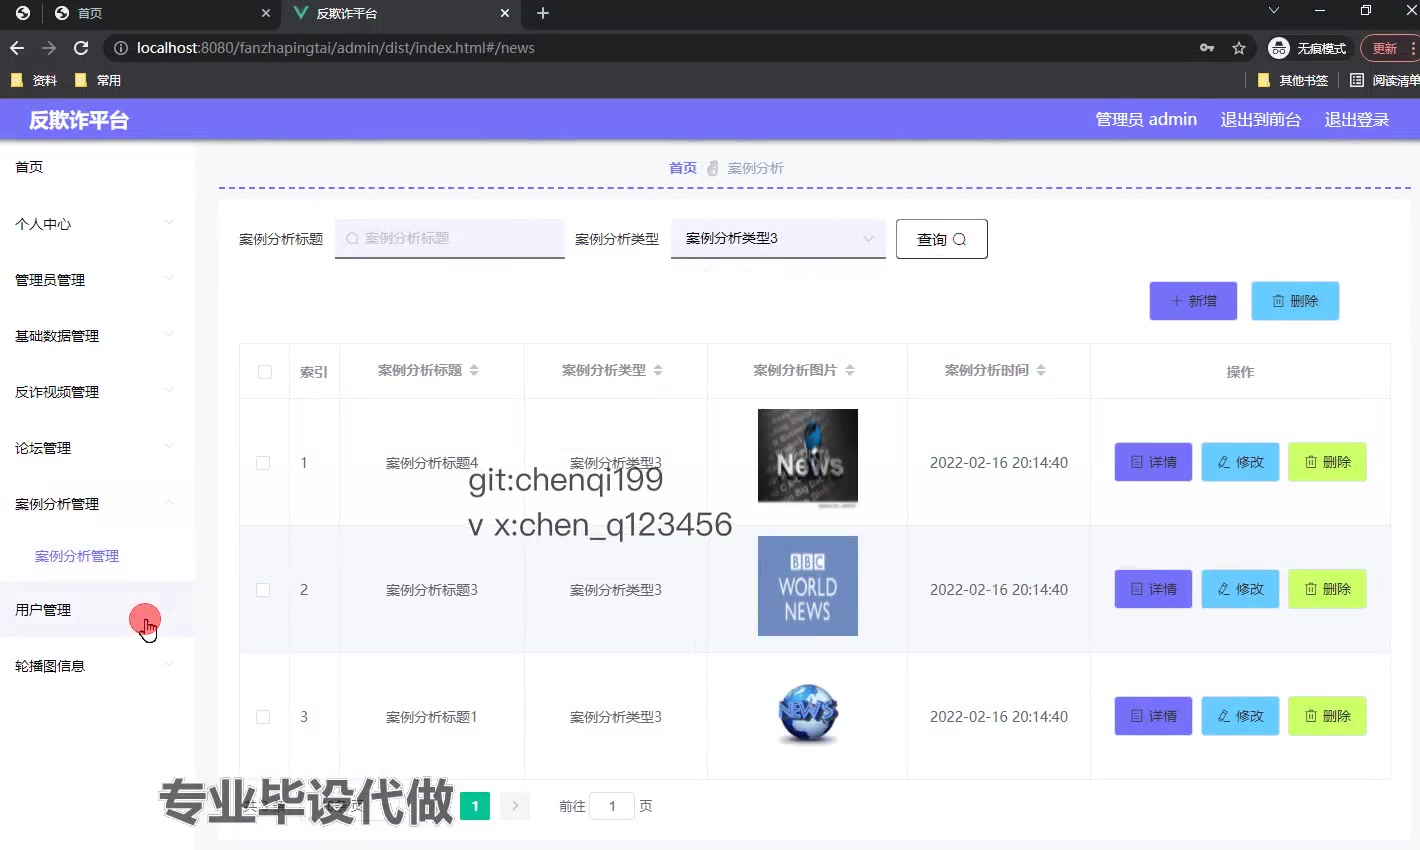 首页
反欺诈平台
localhost:8080/fanzhapingtai/admin/dist/index.html#/news
无痕模式
更新
资料
常用
其他书签
阅读清单
反欺诈平台
管理员 admin
退出到前台
退出登录
首页
个人中心
管理员管理
基础数据管理
反诈视频管理
论坛管理
案例分析管理
案例分析管理
用户管理
轮播图信息
首页
案例分析
案例分析标题
案例分析标题
案例分析类型
案例分析类型3
查询
新增
删除
索引 案例分析标题 案例分析类型 案例分析图片 案例分析时间 操作
1 案例分析标题4 案例分析类型3 News 2022-02-16 20:14:40 详情 修改 删除
git:chenqi199
v x:chen_q123456
2 案例分析标题3 案例分析类型3 BBC WORLD NEWS 2022-02-16 20:14:40 详情 修改 删除
3 案例分析标题1 案例分析类型3 NEWS 2022-02-16 20:14:40 详情 修改 删除
专业毕设代做
1
前往 1 页